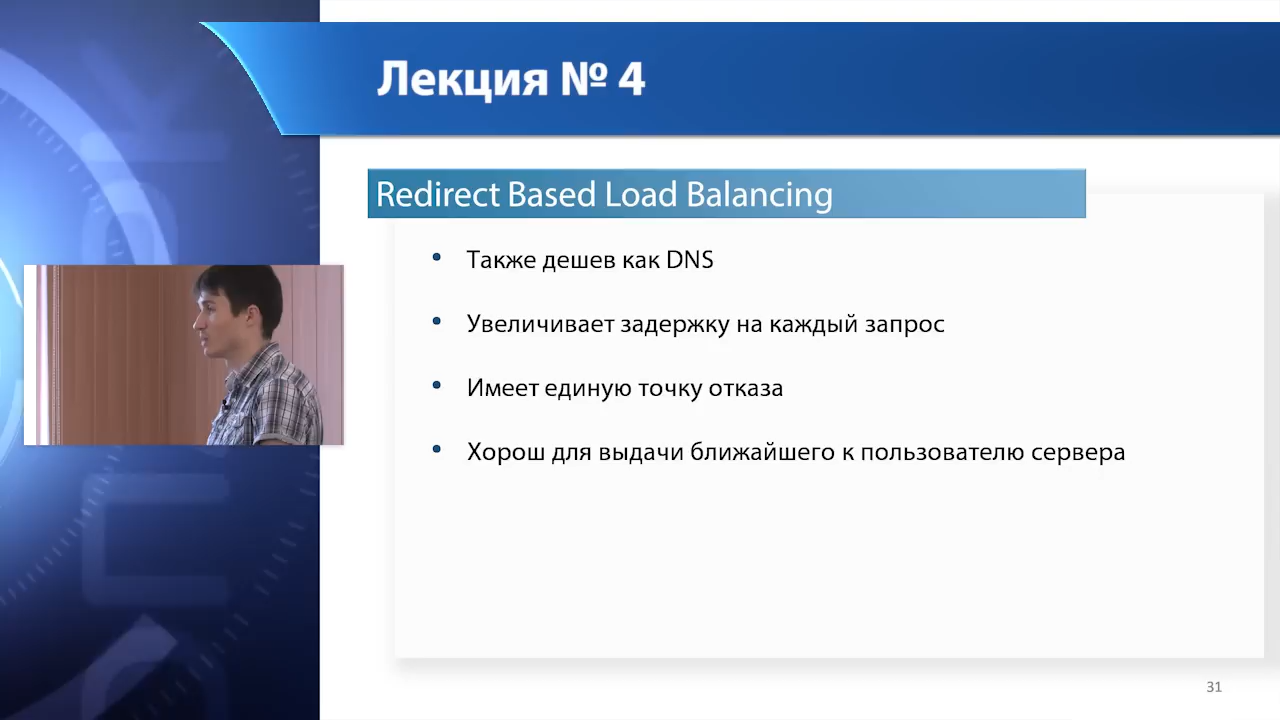 Лекция № 4
Redirect Based Load Balancing
• Также дешев как DNS
• Увеличивает задержку на каждый запрос
• Имеет единую точку отказа
• Хорош для выдачи ближайшего к пользователю сервера
31